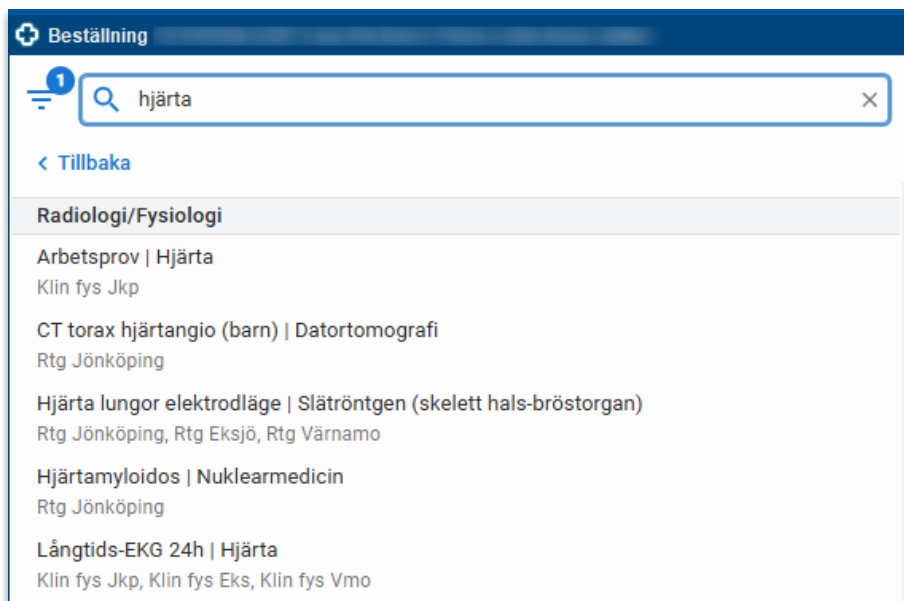 Beställning
1
hjärta
Tillbaka
Radiologi/Fysiologi
Arbetsprov | Hjärta
Klin fys Jkp
CT torax hjärtangio (barn) | Datortomografi
Rtg Jönköping
Hjärta lungor elektrodläge | Slätröntgen (skelett hals-bröstorgan)
Rtg Jönköping, Rtg Eksjö, Rtg Värnamo
Hjärtamyloidos | Nuklearmedicin
Rtg Jönköping
Långtids-EKG 24h | Hjärta
Klin fys Jkp, Klin fys Eks, Klin fys Vmo